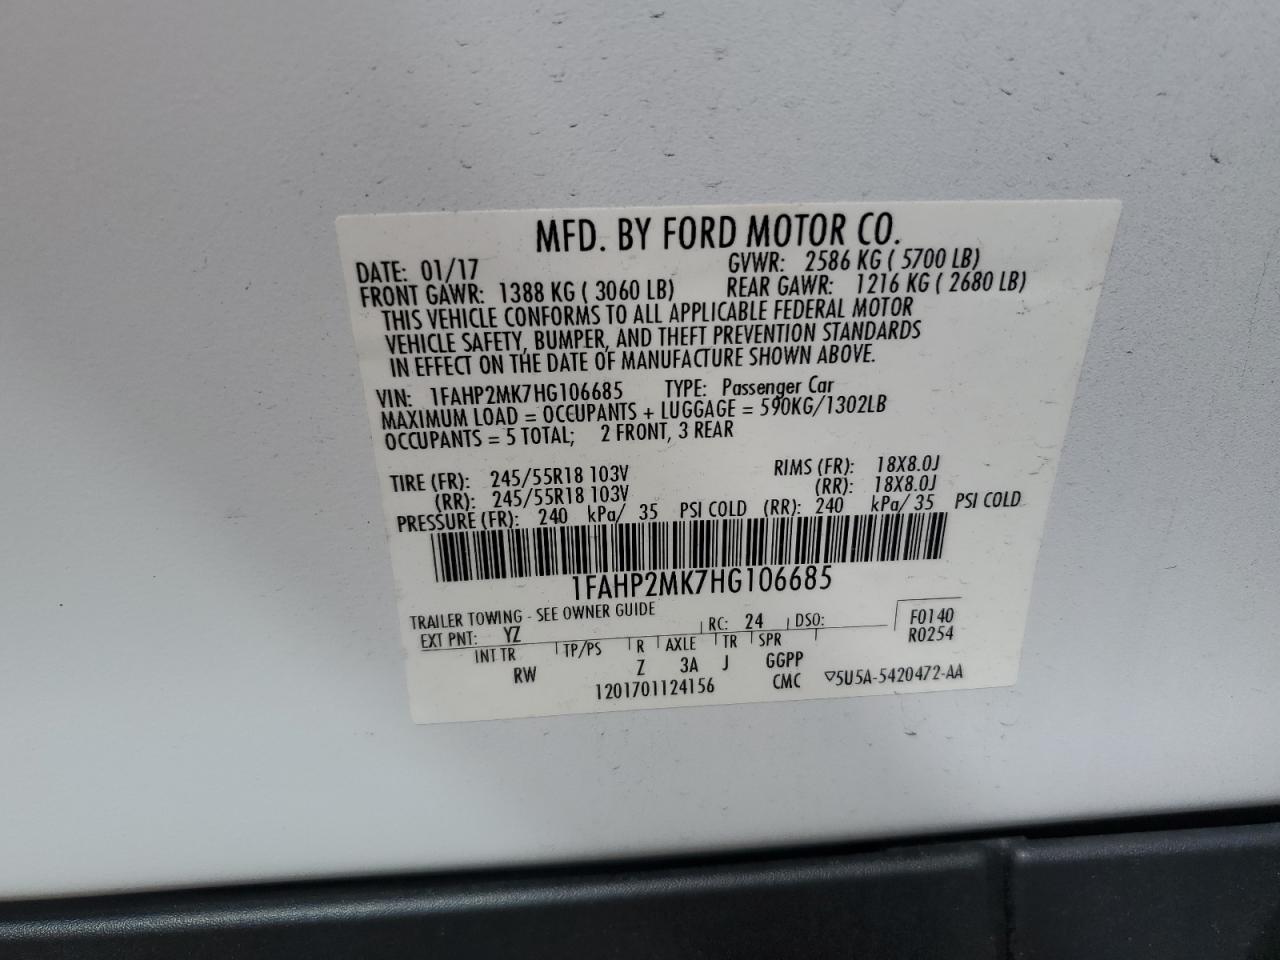 MFD. BY FORD MOTOR CO.
DATE: 01/17 GVWR: 2586 KG ( 5700 LB)
FRONT GAWR: 1388 KG ( 3060 LB) REAR GAWR: 1216 KG ( 2680 LB)
THIS VEHICLE CONFORMS TO ALL APPLICABLE FEDERAL MOTOR
VEHICLE SAFETY, BUMPER, AND THEFT PREVENTION STANDARDS
IN EFFECT ON THE DATE OF MANUFACTURE SHOWN ABOVE.
VIN: 1FAHP2MK7HG106685 TYPE: Passenger Car
MAXIMUM LOAD = OCCUPANTS + LUGGAGE = 590KG/1302LB
OCCUPANTS = 5 TOTAL; 2 FRONT, 3 REAR
TIRE (FR): 245/55R18 103V RIMS (FR): 18X8.0J
(RR): 245/55R18 103V (RR): 18X8.0J
PRESSURE (FR): 240 kPa/ 35 PSI COLD (RR): 240 kPa/ 35 PSI COLD
1FAHP2MK7HG106685
TRAILER TOWING - SEE OWNER GUIDE
EXT PNT: YZ RC: 24 DSO: F0140
R0254
INT TR TP/PS R AXLE TR SPR
RW Z 3A J GGPP
1201701124156 CMC ▽5U5A-5420472-AA